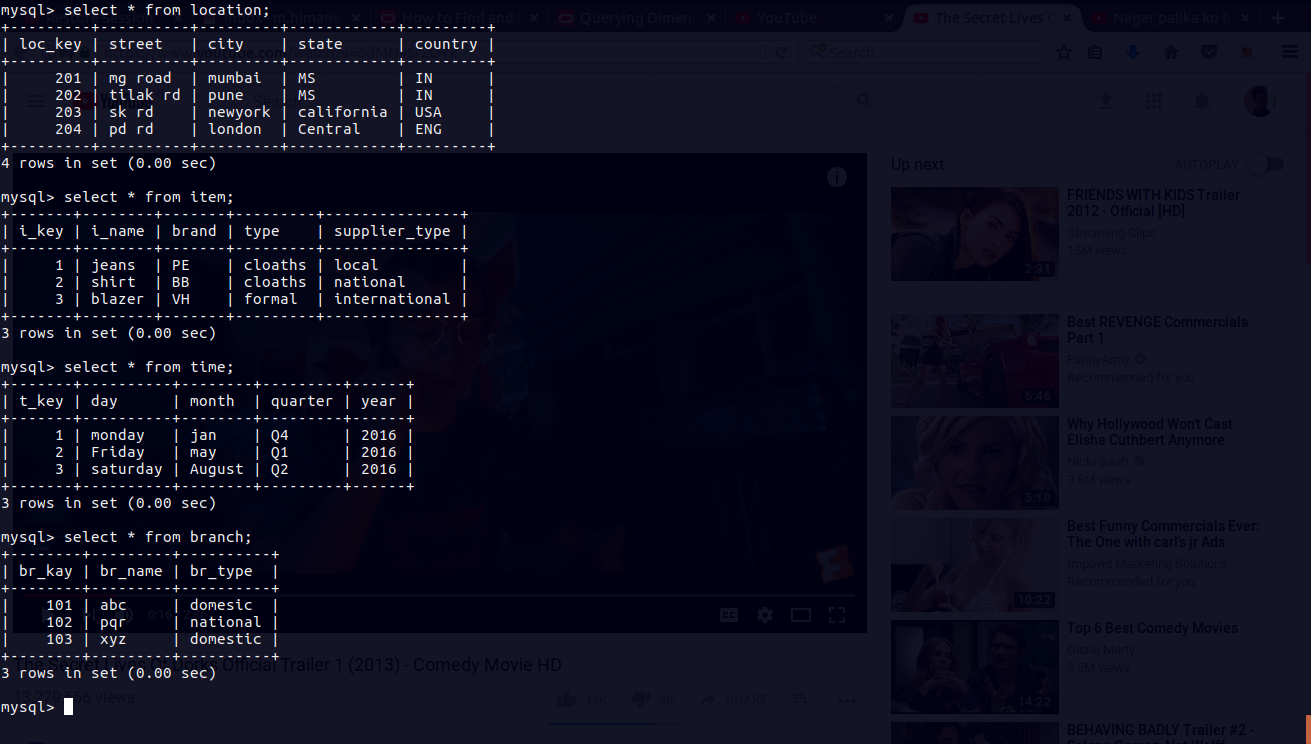 mysql> select * from location;
+---------+----------+---------+------------+---------+
| loc_key | street   | city    | state      | country |
+---------+----------+---------+------------+---------+
|     201 | mg road  | mumbai  | MS         | IN      |
|     202 | tilak rd | pune    | MS         | IN      |
|     203 | sk rd    | newyork | california | USA     |
|     204 | pd rd    | london  | Central    | ENG     |
+---------+----------+---------+------------+---------+
4 rows in set (0.00 sec)
mysql> select * from item;
+-------+--------+-------+---------+---------------+
| i_key | i_name | brand | type    | supplier_type |
+-------+--------+-------+---------+---------------+
|     1 | jeans  | PE    | cloaths | local         |
|     2 | shirt  | BB    | cloaths | national      |
|     3 | blazer | VH    | formal  | international |
+-------+--------+-------+---------+---------------+
3 rows in set (0.00 sec)
mysql> select * from time;
+-------+----------+--------+---------+------+
| t_key | day      | month  | quarter | year |
+-------+----------+--------+---------+------+
|     1 | monday   | jan    | Q4      | 2016 |
|     2 | Friday   | may    | Q1      | 2016 |
|     3 | saturday | August | Q2      | 2016 |
+-------+----------+--------+---------+------+
3 rows in set (0.00 sec)
mysql> select * from branch;
+--------+---------+----------+
| br_kay | br_name | br_type  |
+--------+---------+----------+
|    101 | abc     | domesic  |
|    102 | pqr     | national |
|    103 | xyz     | domestic |
+--------+---------+----------+
3 rows in set (0.00 sec)
mysql>
How to Find and
Querying Dimen
YouTube
The Secret Lives
Nagar palika ko
Search
Up next
AUTOPLAY
FRIENDS WITH KIDS Trailer
2012 - Official [HD]
Streaming Clips
15M views
2:31
Best REVENGE Commercials
Part 1
FunnyArmy
Recommended for you
6:46
Why Hollywood Won't Cast
Elisha Cuthbert Anymore
Nicki Swift
3.5M views
5:10
Best Funny Commercials Ever:
The One with carl's jr Ads
Impavid Marketing Solutions
Recommended for you
10:22
Top 6 Best Comedy Movies
Gloria Marty
3.5M views
14:22
BEHAVING BADLY Trailer #2 -
The Secret Lives Of Dorks Official Trailer 1 (2013) - Comedy Movie HD
views
16K
4K
SHARE